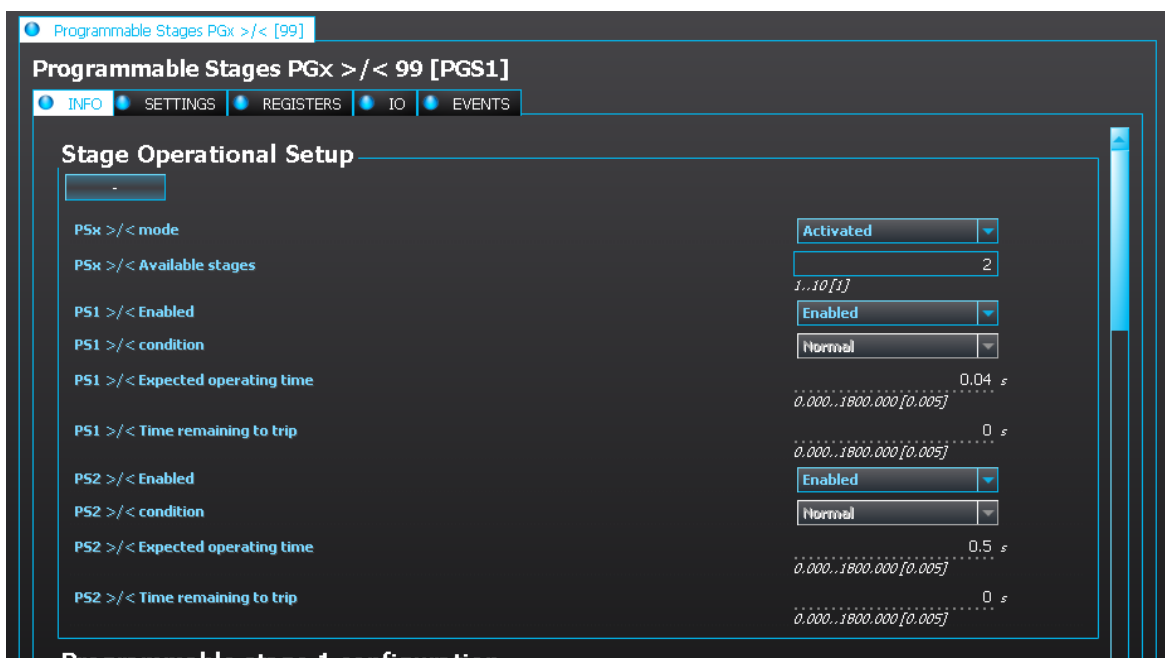 Programmable Stages PGx >/< [99]
Programmable Stages PGx >/< 99 [PGS1]
INFO SETTINGS REGISTERS IO EVENTS
Stage Operational Setup
-
PSx >/< mode Activated
PSx >/< Available stages 2
1..10 [1]
PS1 >/< Enabled Enabled
PS1 >/< condition Normal
PS1 >/< Expected operating time 0.04 s
0.000..1800.000 [0.005]
PS1 >/< Time remaining to trip 0 s
0.000..1800.000 [0.005]
PS2 >/< Enabled Enabled
PS2 >/< condition Normal
PS2 >/< Expected operating time 0.5 s
0.000..1800.000 [0.005]
PS2 >/< Time remaining to trip 0 s
0.000..1800.000 [0.005]
Programmable stage 1 configuration